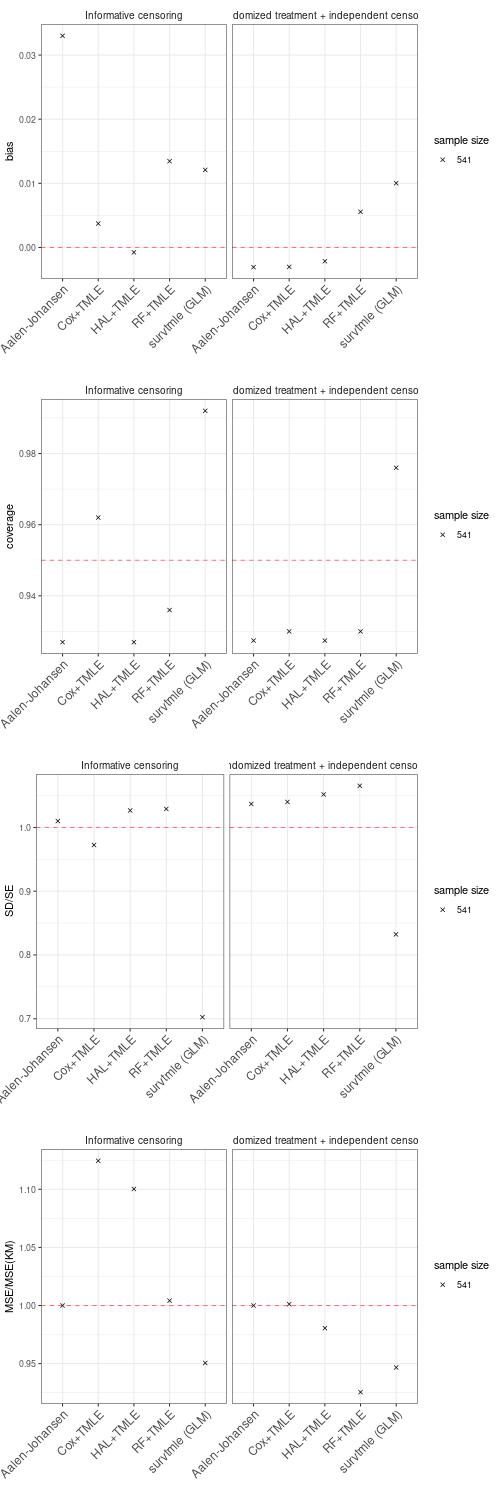 Informative censoring
domized treatment + independent censo
0.03
0.02
0.01
0.00
bias
Aalen-Johansen
Cox+TMLE
HAL+TMLE
RF+TMLE
survtmle (GLM)
Aalen-Johansen
Cox+TMLE
HAL+TMLE
RF+TMLE
survtmle (GLM)
sample size
541
Informative censoring
domized treatment + independent censo
0.98
0.96
0.94
coverage
Aalen-Johansen
Cox+TMLE
HAL+TMLE
RF+TMLE
survtmle (GLM)
Aalen-Johansen
Cox+TMLE
HAL+TMLE
RF+TMLE
survtmle (GLM)
sample size
541
Informative censoring
ndomized treatment + independent censo
1.0
0.9
0.8
0.7
SD/SE
Aalen-Johansen
Cox+TMLE
HAL+TMLE
RF+TMLE
survtmle (GLM)
Aalen-Johansen
Cox+TMLE
HAL+TMLE
RF+TMLE
survtmle (GLM)
sample size
541
Informative censoring
domized treatment + independent censo
1.10
1.05
1.00
0.95
MSE/MSE(KM)
Aalen-Johansen
Cox+TMLE
HAL+TMLE
RF+TMLE
survtmle (GLM)
Aalen-Johansen
Cox+TMLE
HAL+TMLE
RF+TMLE
survtmle (GLM)
sample size
541